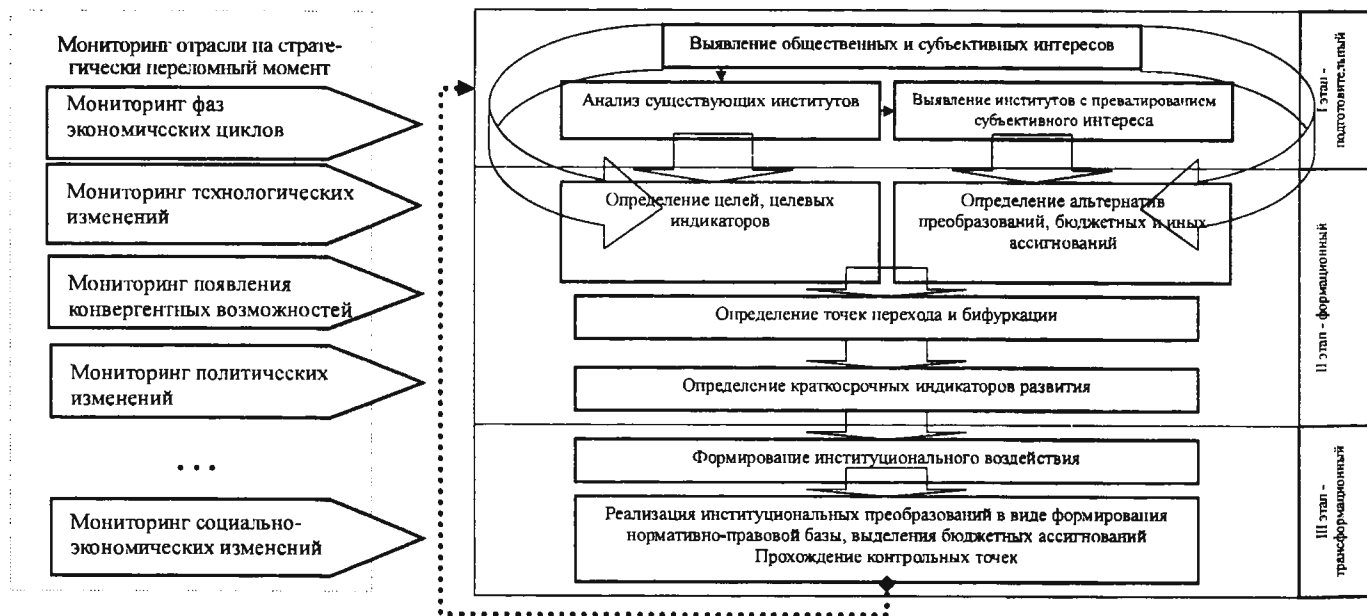 Мониторинг отрасли на страте-
гически переломный момент
Мониторинг фаз
экономических циклов
Мониторинг технологических
изменений
Мониторинг появления
конвергентных возможностей
Мониторинг политических
изменений
...
Мониторинг социально-
экономических изменений
Выявление общественных и субъективных интересов
Анализ существующих институтов
Выявление институтов с превалированием
субъективного интереса
I этап -
подготовительный
Определение целей, целевых
индикаторов
Определение альтернатив
преобразований, бюджетных и иных
ассигнований
Определение точек перехода и бифуркации
Определение краткосрочных индикаторов развития
II этап - формационный
Формирование институционального воздействия
Реализация институциональных преобразований в виде формирования
нормативно-правовой базы, выделения бюджетных ассигнований
Прохождение контрольных точек
III этап -
трансформационный